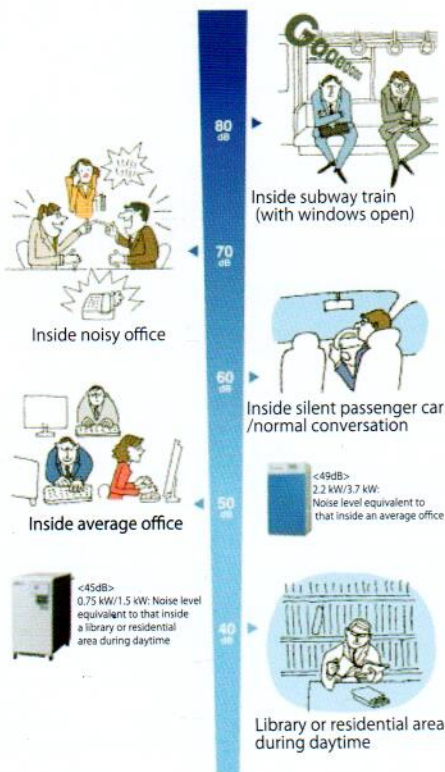 Gooooooo
80
dB
Inside subway train
(with windows open)
70
dB
Inside noisy office
60
dB
Inside silent passenger car
/normal conversation
<49dB>
2.2 kW/3.7 kW:
Noise level equivalent to
that inside an average office
50
dB
Inside average office
<45dB>
0.75 kW/1.5 kW: Noise level
equivalent to that inside
a library or residential
area during daytime
40
dB
Library or residential area
during daytime